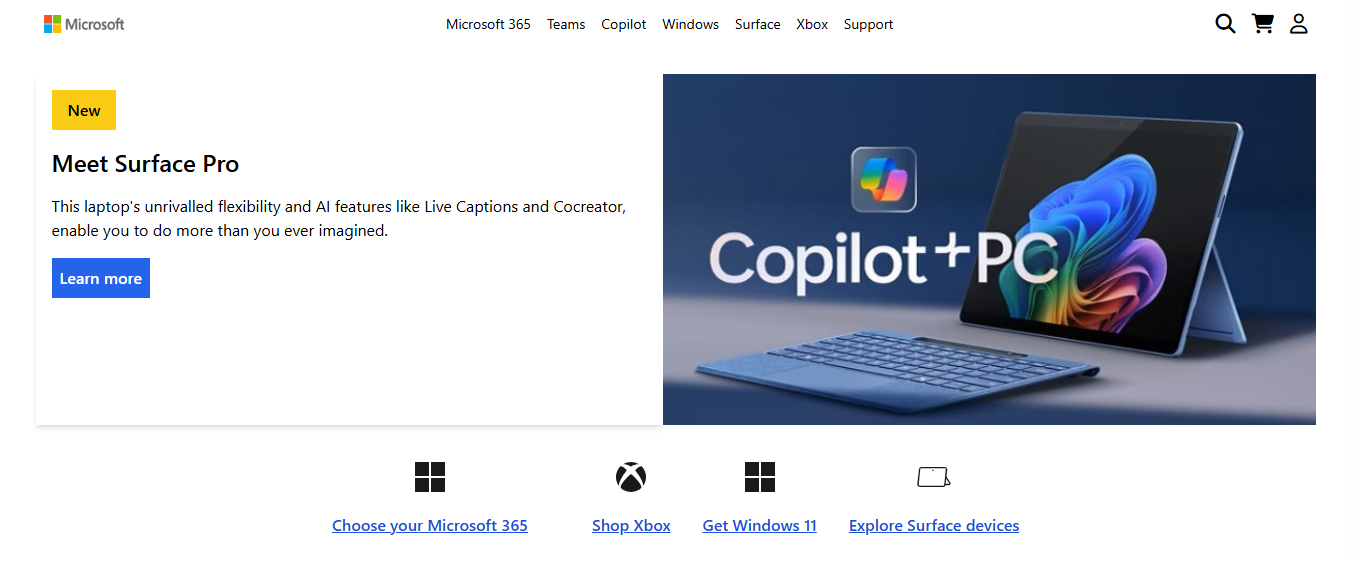 Microsoft
Microsoft 365 Teams Copilot Windows Surface Xbox Support
New
Meet Surface Pro
This laptop's unrivalled flexibility and AI features like Live Captions and Cocreator,
enable you to do more than you ever imagined.
Learn more
Copilot+PC
Choose your Microsoft 365 Shop Xbox Get Windows 11 Explore Surface devices